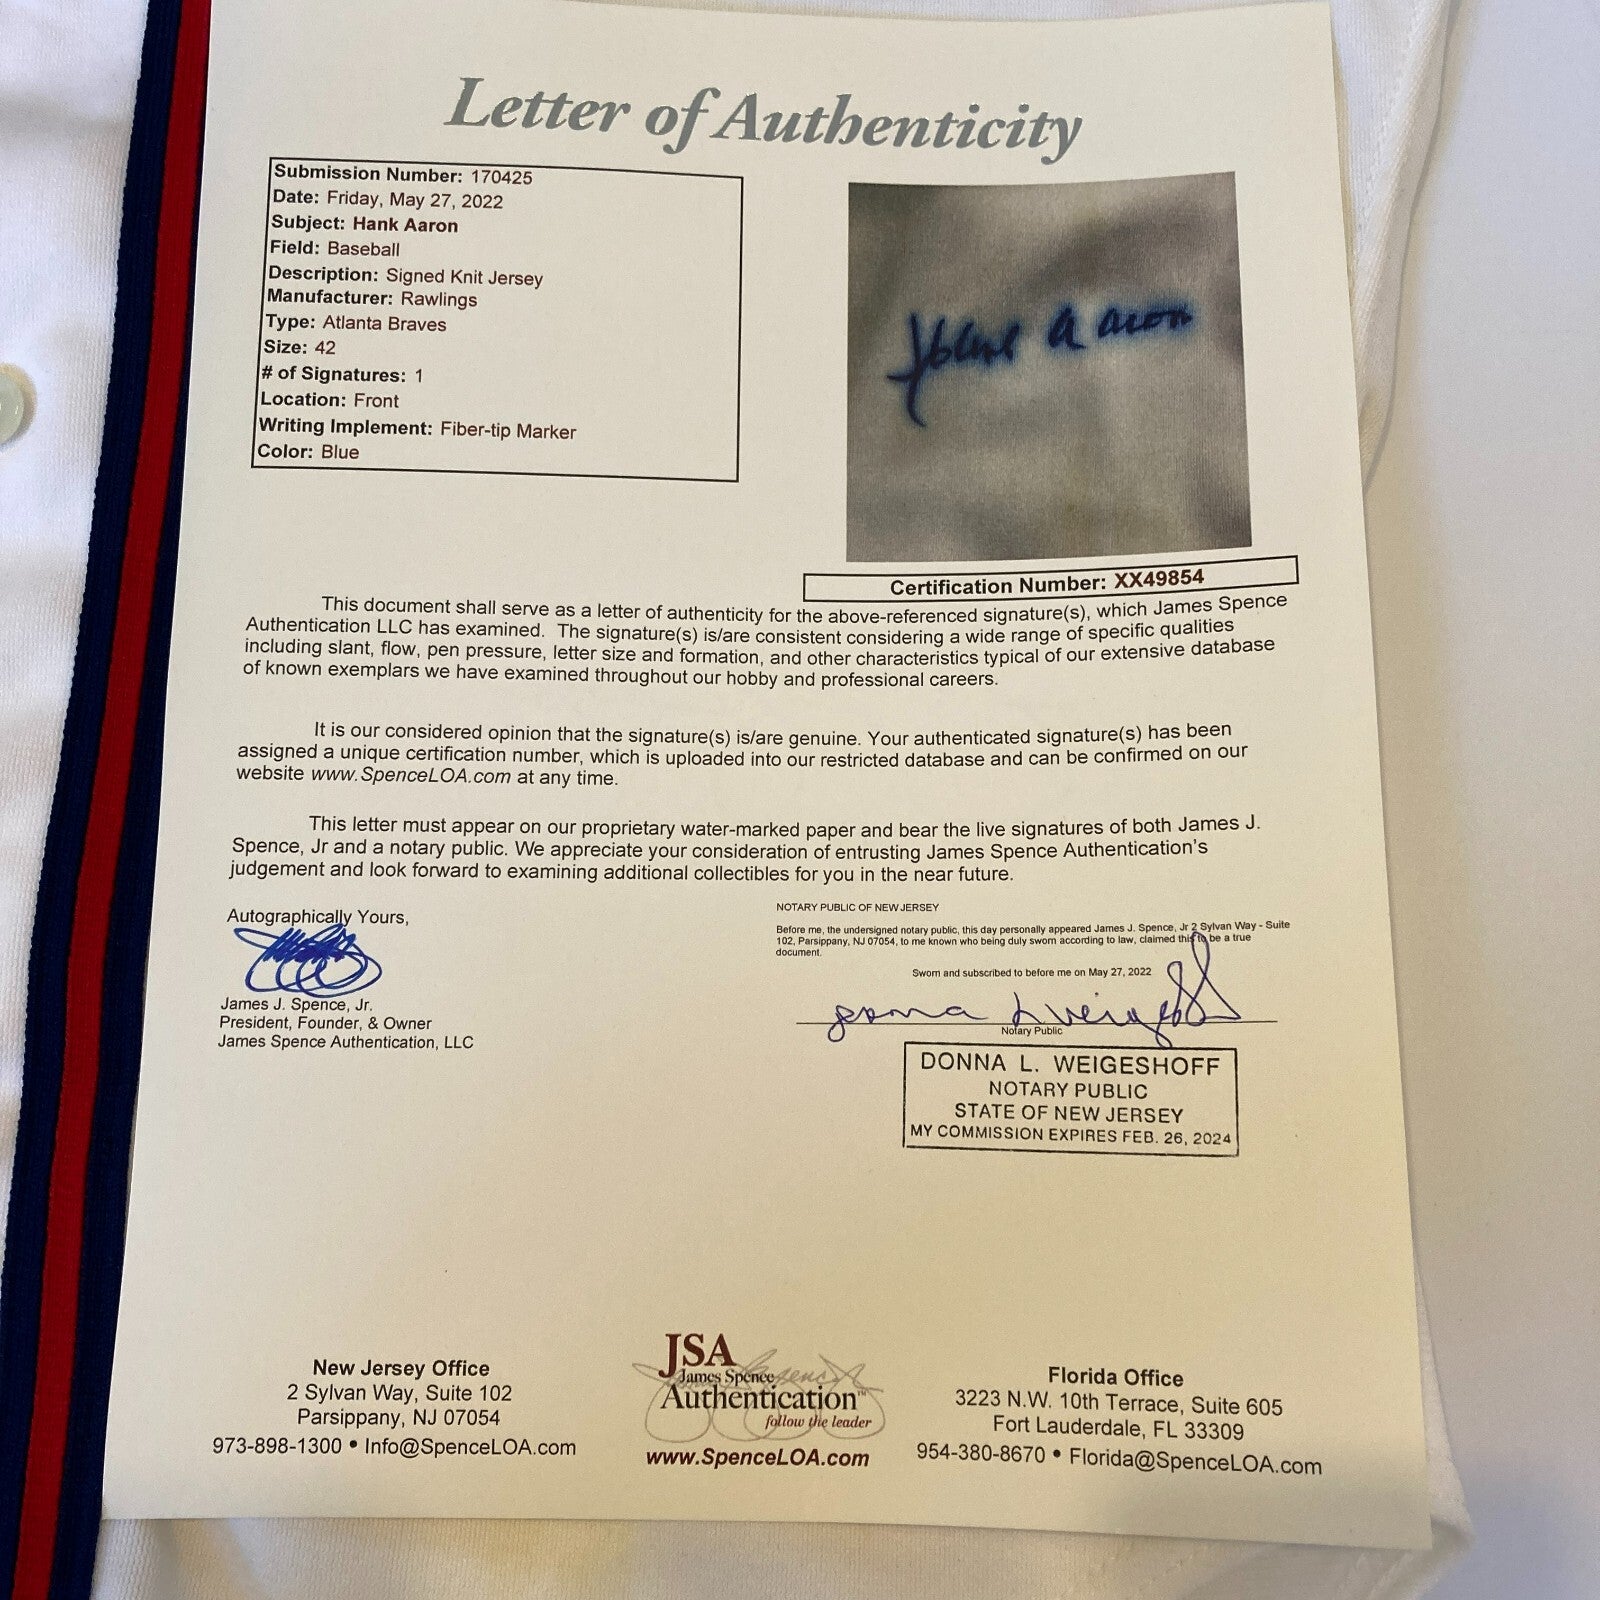 Letter of Authenticity
Submission Number: 170425
Date: Friday, May 27, 2022
Subject: Hank Aaron
Field: Baseball
Description: Signed Knit Jersey
Manufacturer: Rawlings
Type: Atlanta Braves
Size: 42
# of Signatures: 1
Location: Front
Writing Implement: Fiber-tip Marker
Color: Blue
Hank Aaron
Certification Number: XX49854
This document shall serve as a letter of authenticity for the above-referenced signature(s), which James Spence
Authentication LLC has examined. The signature(s) is/are consistent considering a wide range of specific qualities
including slant, flow, pen pressure, letter size and formation, and other characteristics typical of our extensive database
of known exemplars we have examined throughout our hobby and professional careers.
It is our considered opinion that the signature(s) is/are genuine. Your authenticated signature(s) has been
assigned a unique certification number, which is uploaded into our restricted database and can be confirmed on our
website www.SpenceLOA.com at any time.
This letter must appear on our proprietary water-marked paper and bear the live signatures of both James J.
Spence, Jr and a notary public. We appreciate your consideration of entrusting James Spence Authentication's
judgement and look forward to examining additional collectibles for you in the near future.
Autographically Yours,
James J. Spence, Jr.
President, Founder, & Owner
James Spence Authentication, LLC
NOTARY PUBLIC OF NEW JERSEY
Before me, the undersigned notary public, this day personally appeared James J. Spence, Jr 2 Sylvan Way - Suite
102, Parsippany, NJ 07054, to me known who being duly sworn according to law, claimed this to be a true
document.
Sworn and subscribed to before me on May 27, 2022
Donna L Weigeshoff
Notary Public
DONNA L. WEIGESHOFF
NOTARY PUBLIC
STATE OF NEW JERSEY
MY COMMISSION EXPIRES FEB. 26, 2024
New Jersey Office
2 Sylvan Way, Suite 102
Parsippany, NJ 07054
973-898-1300 • Info@SpenceLOA.com
JSA
James Spence
Authentication™
follow the leader
www.SpenceLOA.com
Florida Office
3223 N.W. 10th Terrace, Suite 605
Fort Lauderdale, FL 33309
954-380-8670 • Florida@SpenceLOA.com